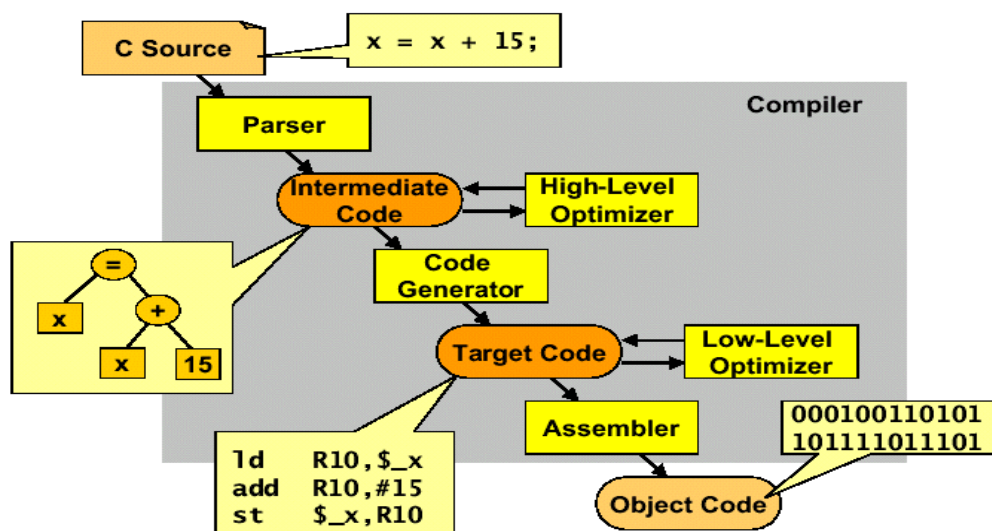 C Source
x = x + 15;
Compiler
Parser
Intermediate
Code
High-Level
Optimizer
=
x
+
x
15
Code
Generator
Target Code
Low-Level
Optimizer
ld R10,$_x
add R10,#15
st $_x,R10
Assembler
000100110101
101111011101
Object Code